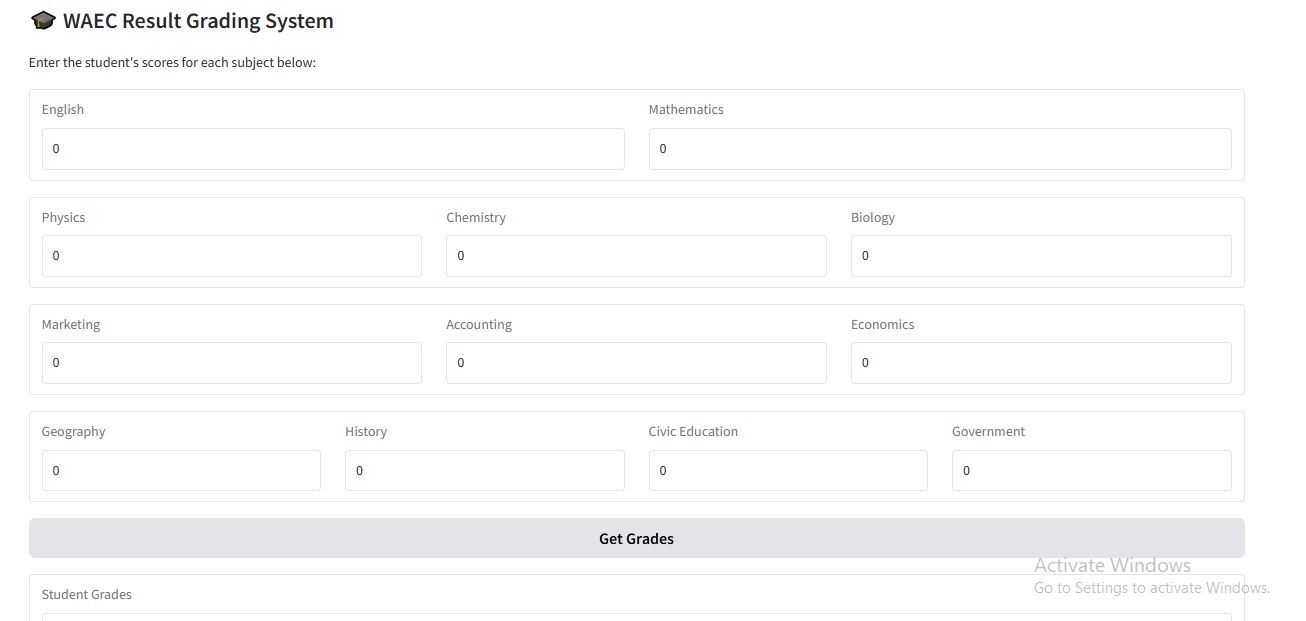 🎓 WAEC Result Grading System
Enter the student's scores for each subject below:
English Mathematics
0 0
Physics Chemistry Biology
0 0 0
Marketing Accounting Economics
0 0 0
Geography History Civic Education Government
0 0 0 0
Get Grades
Activate Windows
Go to Settings to activate Windows.
Student Grades